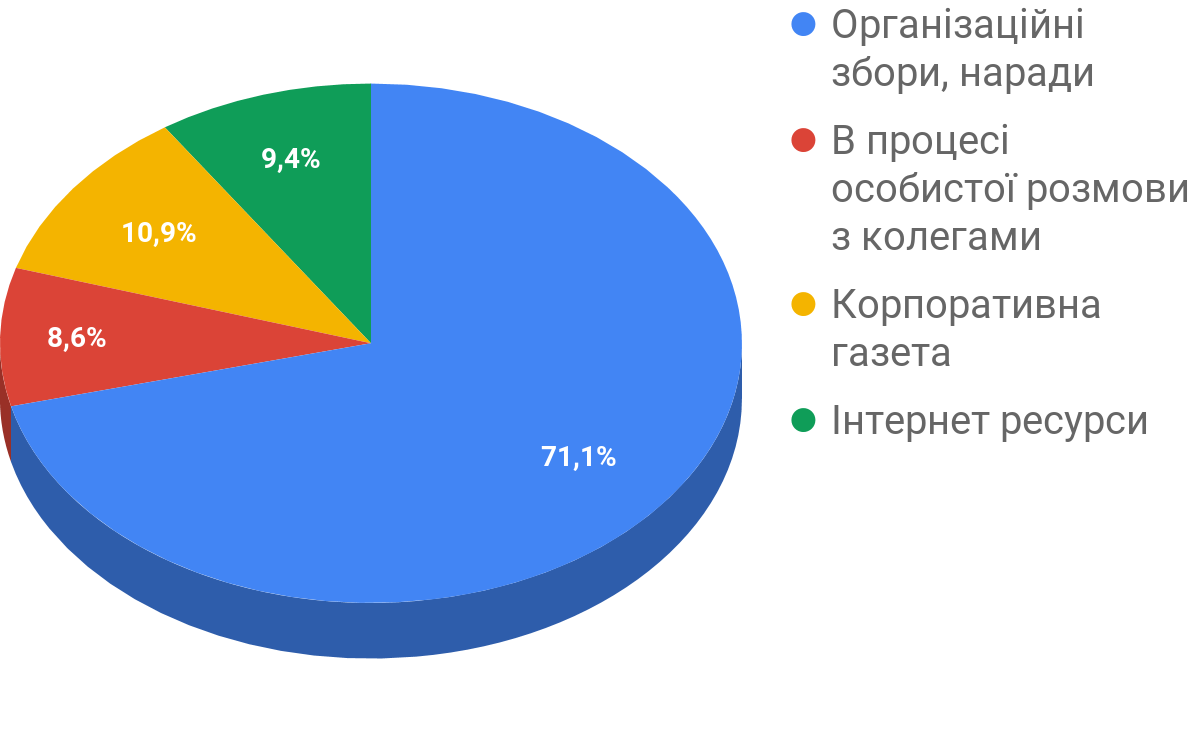 Організаційні
збори, наради
В процесі
особистої розмови
з колегами
Корпоративна
газета
Інтернет ресурси
9,4%
10,9%
8,6%
71,1%